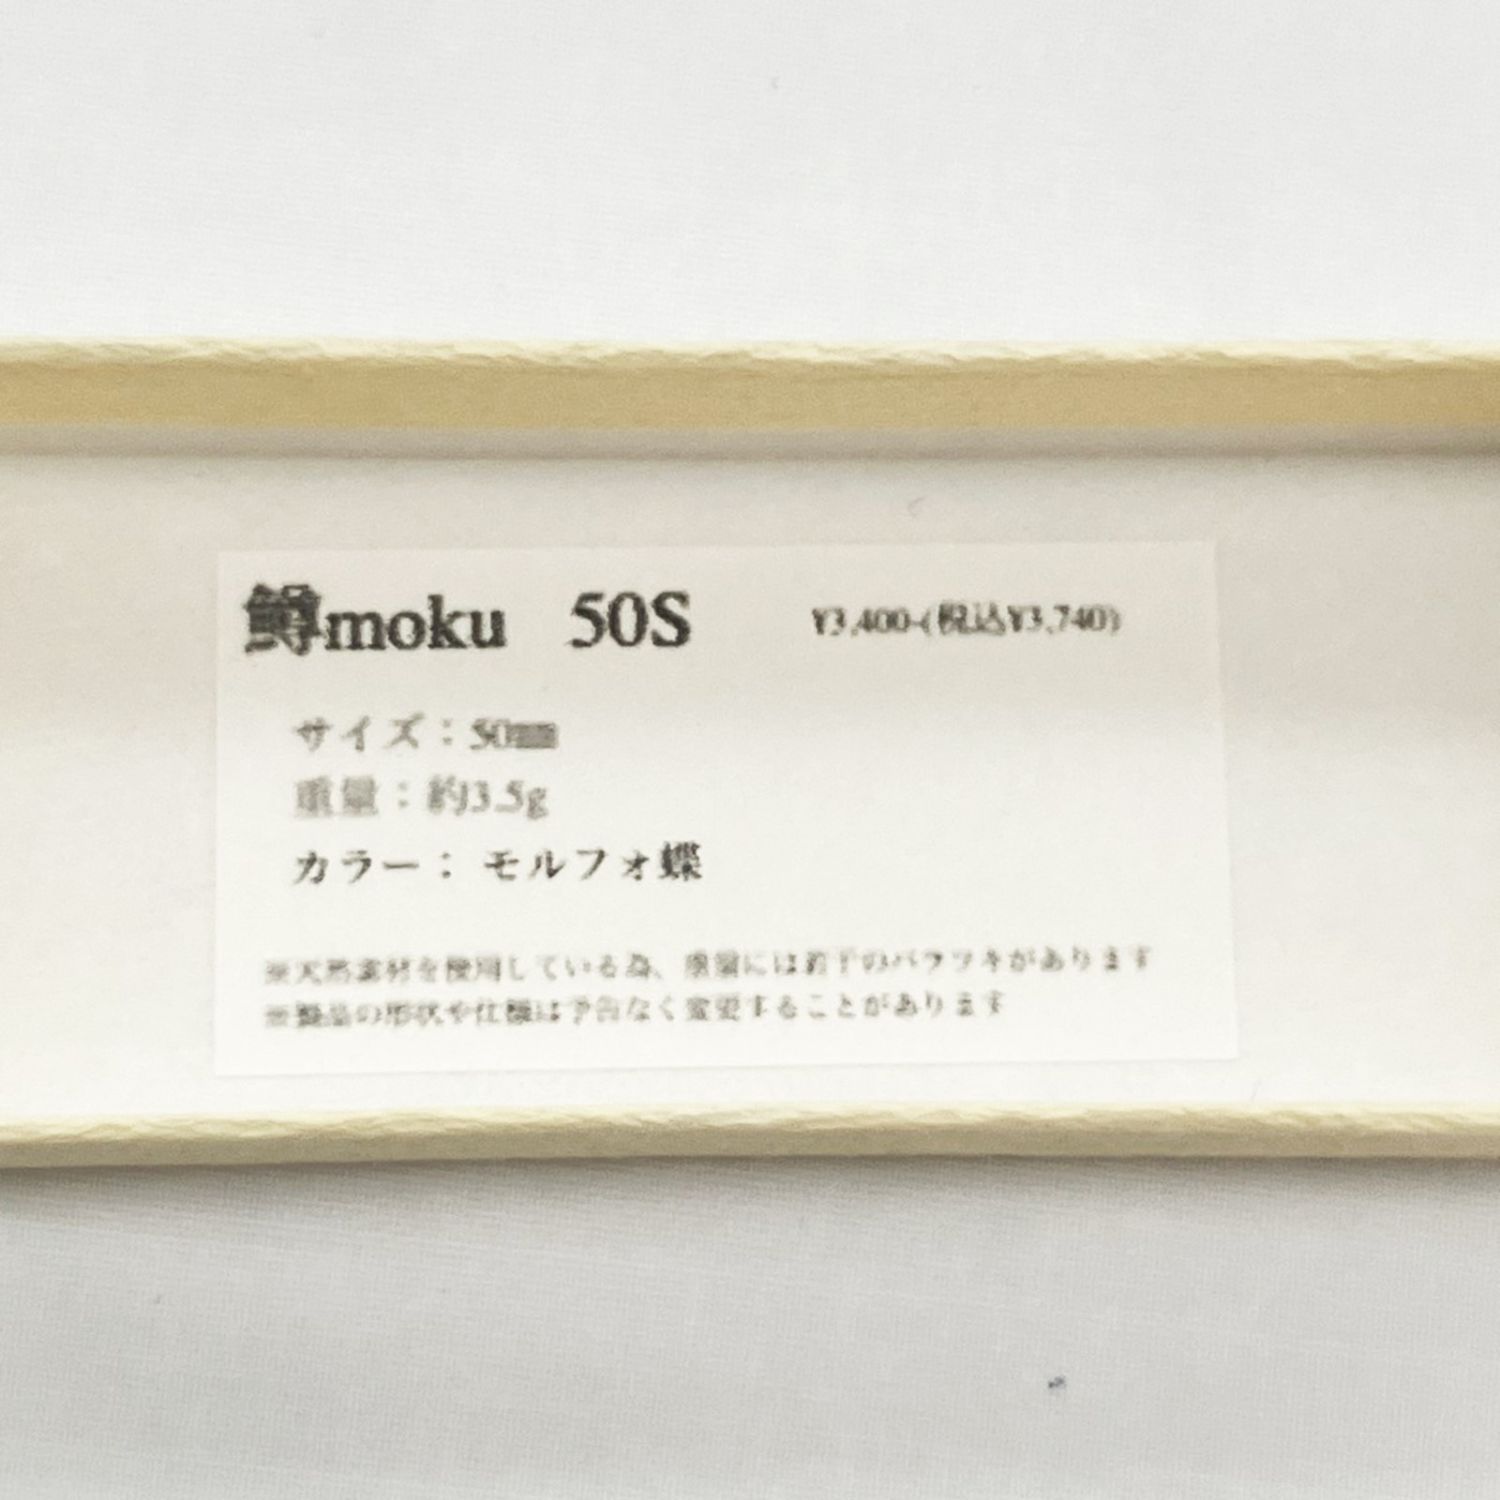 鱒moku 50S ¥3,400-(税込¥3,740)
サイズ：50㎜
重量：約3.5g
カラー： モルフォ蝶
※天然素材を使用している為、重量には若干のバラツキがあります
※製品の形状や仕様は予告なく変更することがあります